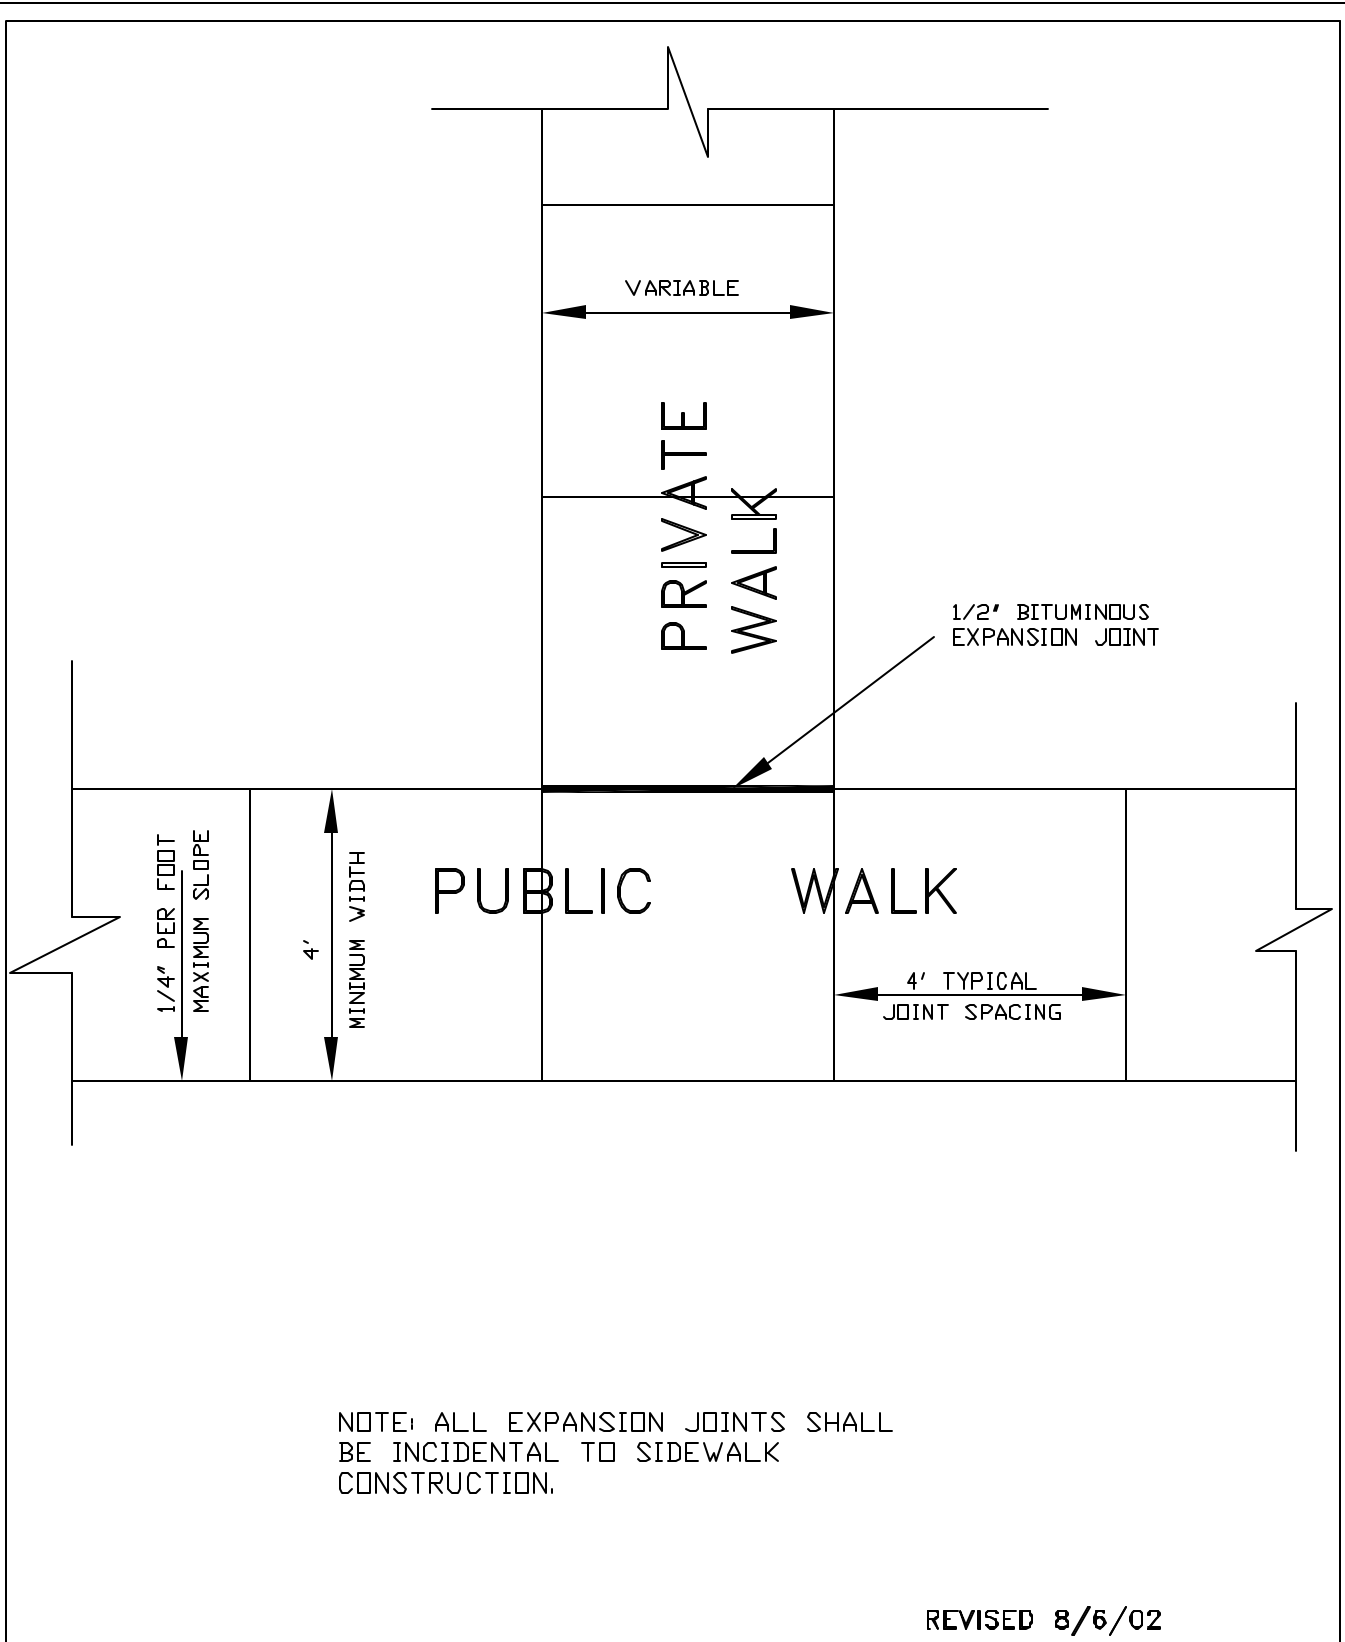 VARIABLE
PRIVATE
WALK
1/2" BITUMINOUS
EXPANSION JOINT
1/4" PER FOOT
MAXIMUM SLOPE
4'
MINIMUM WIDTH
PUBLIC WALK
4' TYPICAL
JOINT SPACING
NOTE: ALL EXPANSION JOINTS SHALL
BE INCIDENTAL TO SIDEWALK
CONSTRUCTION.
REVISED 8/6/02